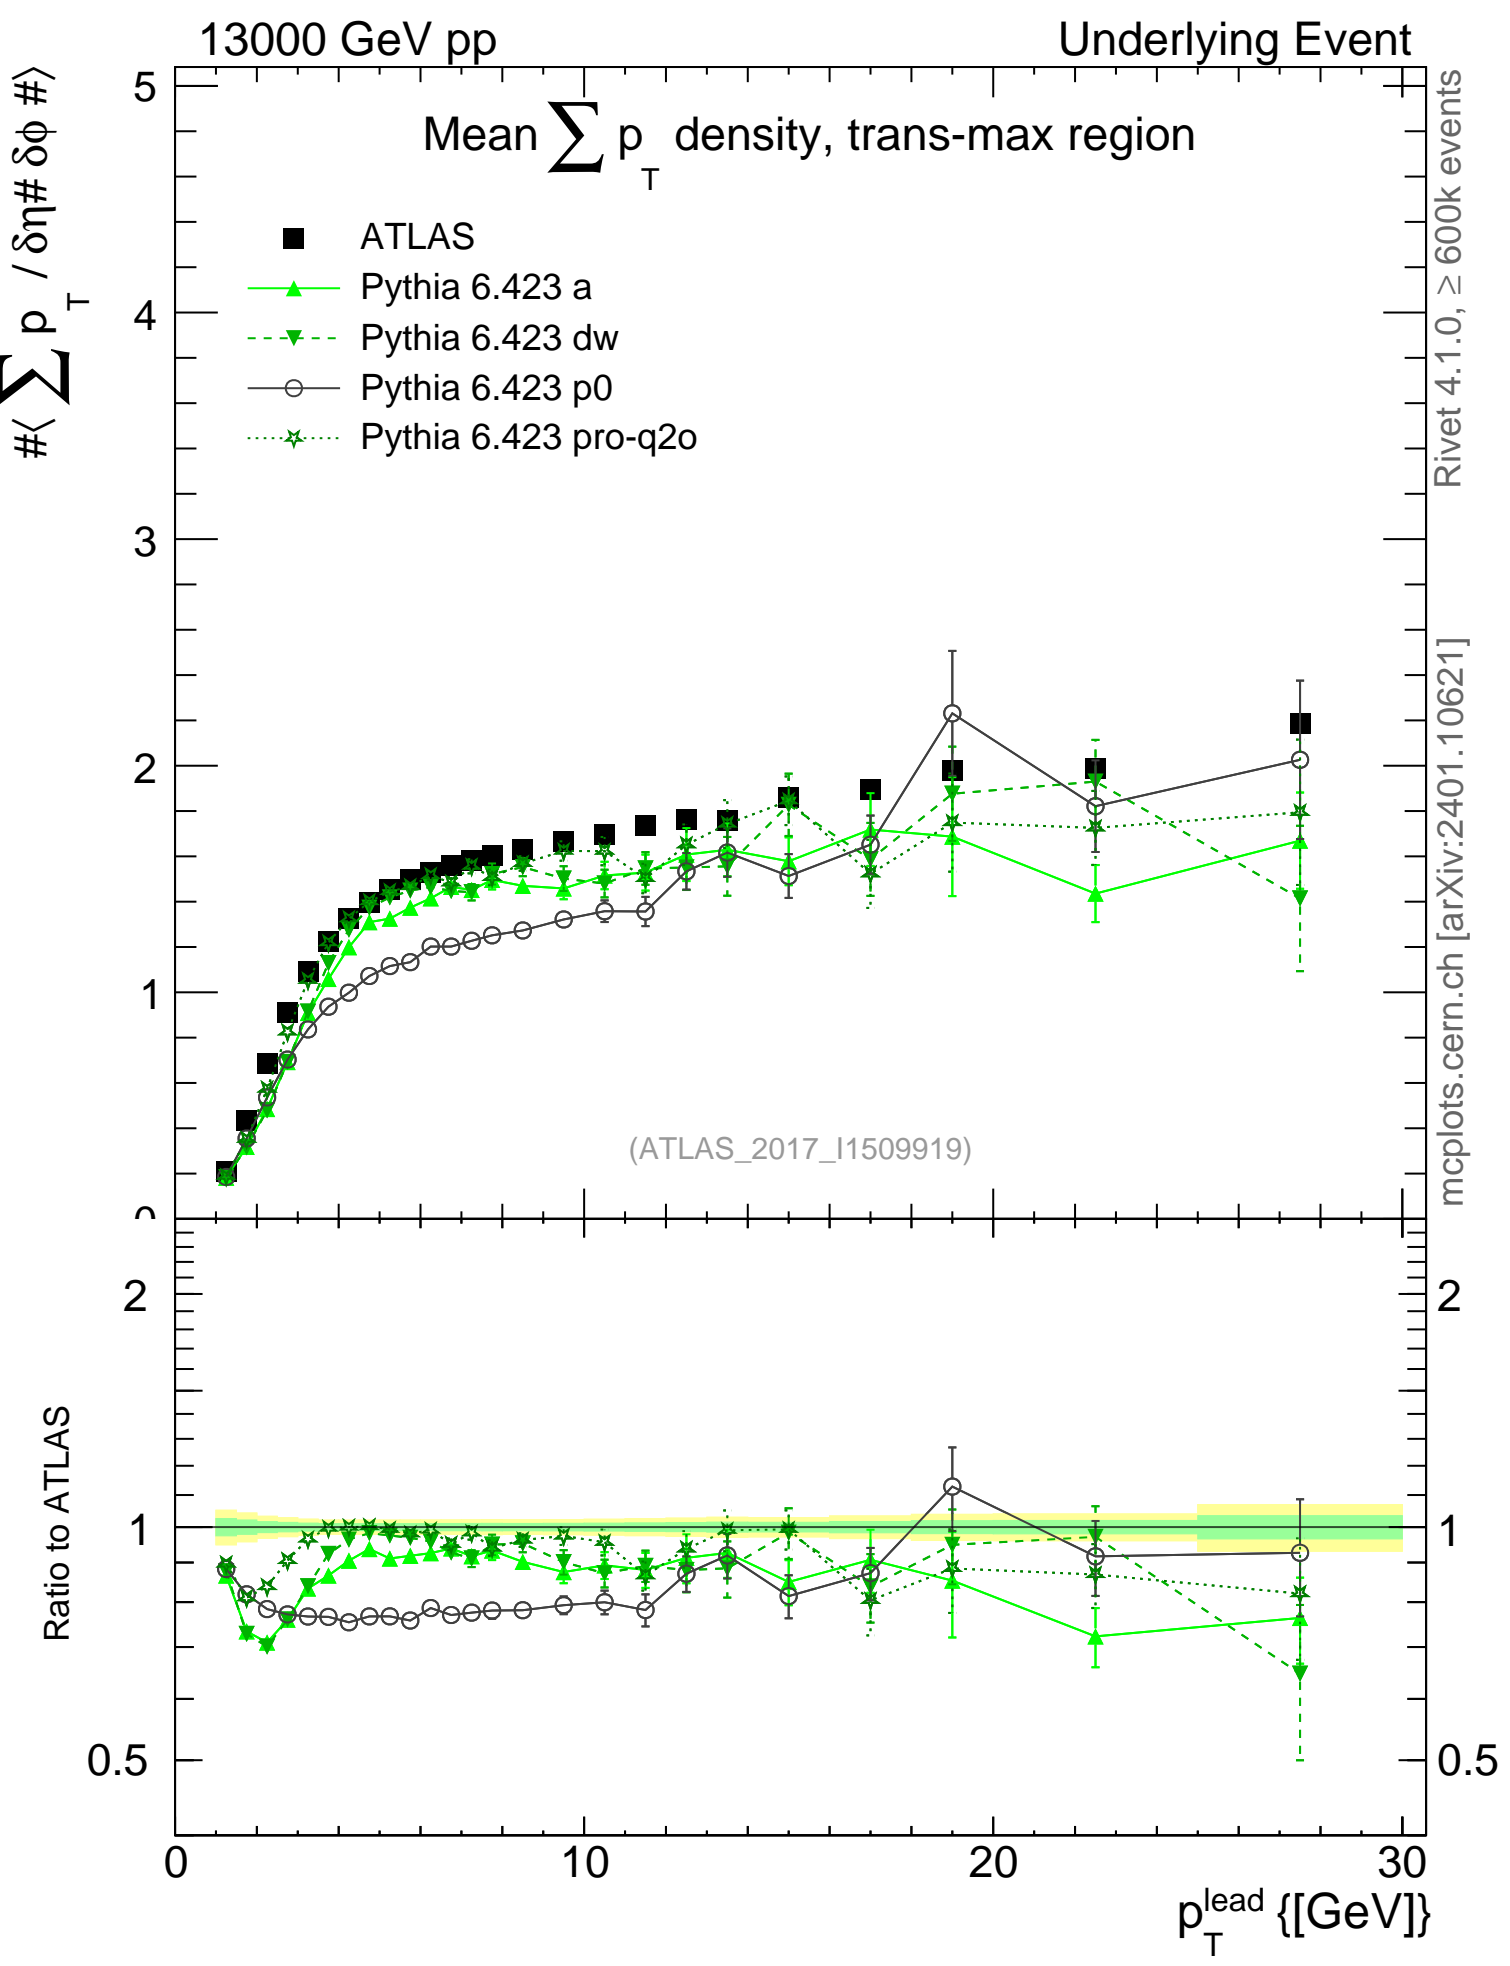 13000 GeV pp
Underlying Event
Mean ∑ p_T density, trans-max region
ATLAS
Pythia 6.423 a
Pythia 6.423 dw
Pythia 6.423 p0
Pythia 6.423 pro-q2o
#⟨ ∑ p_T / δη# δϕ #⟩
5
4
3
2
1
0
(ATLAS_2017_I1509919)
Rivet 4.1.0, ≥ 600k events
mcplots.cern.ch [arXiv:2401.10621]
Ratio to ATLAS
2
1
0.5
2
1
0.5
0
10
20
30
p_T^lead {[GeV]}